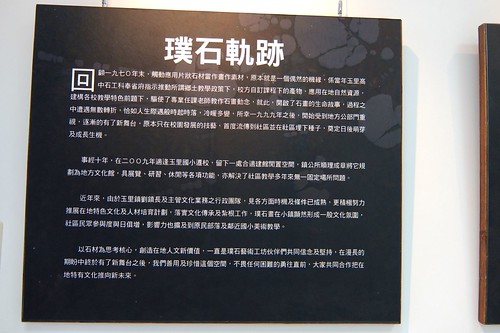 璞石軌跡
回顧一九七○年末，觸動應用片狀石材當作畫作素材，原本就是一個偶然的機緣，係當年玉里高
中石工科奉省府指示推動所謂鄉土教學政策下，校方自訂課程下的產物，應用在地自然資源，
建構各校教學特色前題下，驅使了專業任課老師教作石畫動念，就此，開啟了石畫的生命故事，過程之
中遭遇無數轉折，恰如人生際遇般時起時落，冷暖多變，所幸一九九九年之後，開始受到地方公部門重
視，逐漸的有了新舞台，原本只在校園發展的技藝，首度流傳到社區並在社區埋下種子，奠定日後萌芽
及成長生機。
事經十年，在二○○九年適逢玉里國小遷校，留下一處合適建館閒置空間，鎮公所順理成章將它規
劃為地方文化館，具展覽、研習、休閒等各項功能，亦解決了社區教學多年來無一固定場所問題。
近年來，由於玉里鎮劉鎮長及主管文化業務之行政團隊，見各方面時機及條件已成熟，更積極努力
推展在地特色文化及人材培育計劃，落實文化傳承及紮根工作，璞石畫在小鎮顯然形成一股文化氛圍，
社區民眾參與度與日俱增，影響力也擴及到原民部落及鄰近國小美術教學。
以石材為思考核心，創造在地人文新價值，一直是璞石藝術工坊伙伴們共同信念及堅持，在漫長的
期盼中終於有了新舞台之後，我們善用及珍惜這個空間，不畏任何困難的勇往直前，大家共同合作把在
地特有文化推向新未來。